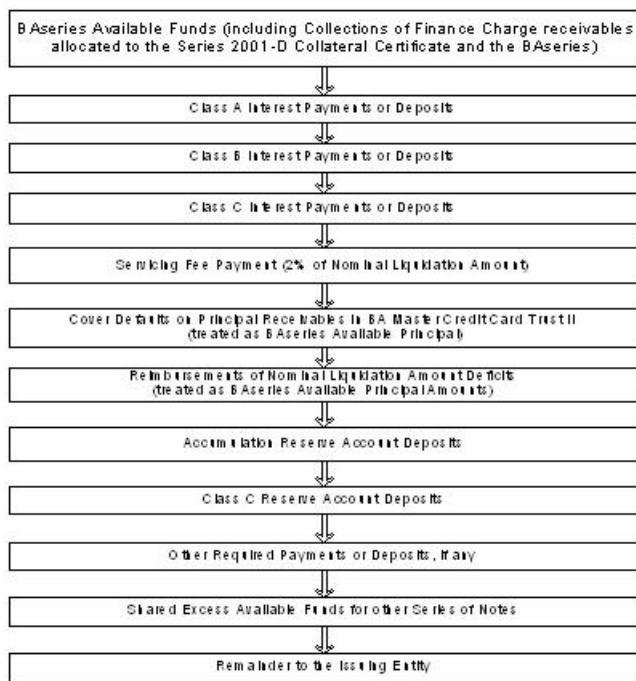 BAseries Available Funds (including Collections of Finance Charge receivables
allocated to the Series 2001-D Collateral Certificate and the BAseries)
Class A Interest Payments or Deposits
Class B Interest Payments or Deposits
Class C Interest Payments or Deposits
Servicing Fee Payment (2% of Nominal Liquidation Amount)
Cover Defaults on Principal Receivables in BA Master Credit Card Trust II
(treated as BAseries Available Principal)
Reimbursements of Nominal Liquidation Amount Deficits
(treated as BAseries Available Principal Amounts)
Accumulation Reserve Account Deposits
Class C Reserve Account Deposits
Other Required Payments or Deposits, if any
Shared Excess Available Funds for other Series of Notes
Remainder to the Issuing Entity